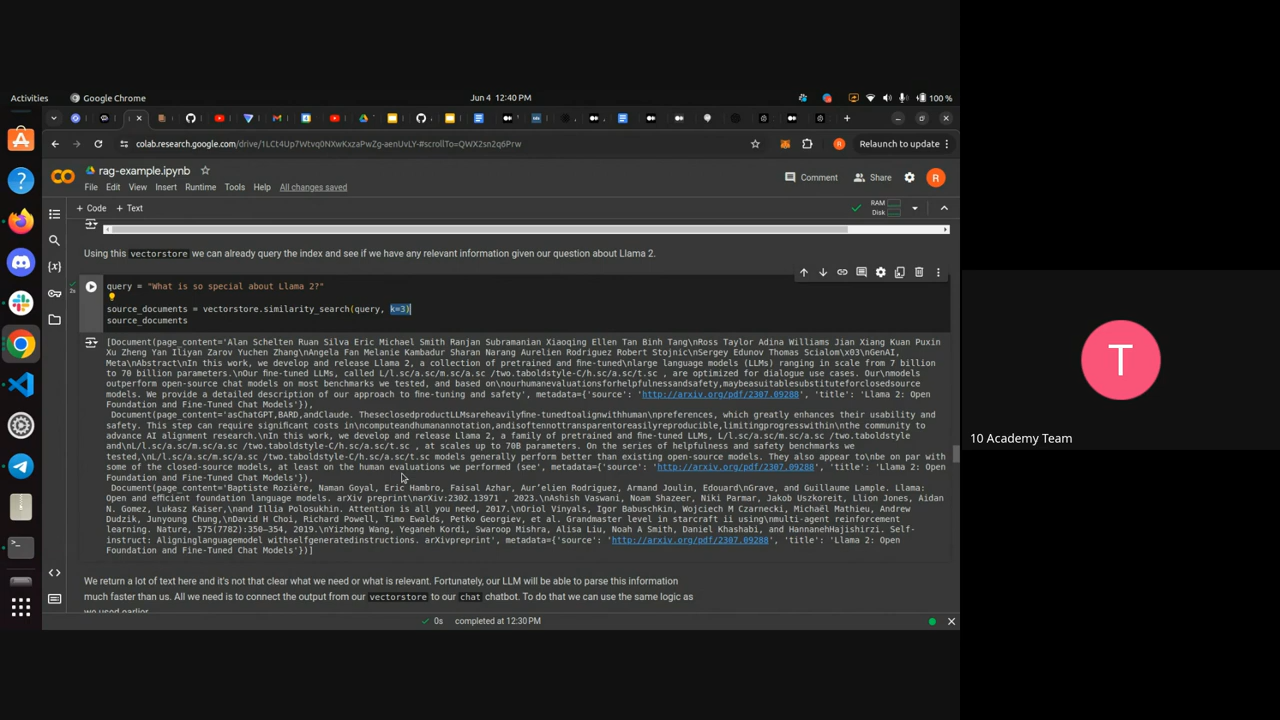 Activities
Google Chrome
Jun 4 12:40 PM
100 %
colab.research.google.com/drive/1LCt4Up7Wtvq0NXwKxzaPwZg-aenUvLY-#scrollTo=QWX2sn2q6Prw
Relaunch to update
rag-example.ipynb
Comment
Share
R
File Edit View Insert Runtime Tools Help All changes saved
+ Code + Text
RAM
Disk
Using this vectorstore we can already query the index and see if we have any relevant information given our question about Llama 2.
query = "What is so special about Llama 2?"
2s
source_documents = vectorstore.similarity_search(query, k=3)
source_documents
[Document(page_content='Alan Schelten Ruan Silva Eric Michael Smith Ranjan Subramanian Xiaoqing Ellen Tan Binh Tang\nRoss Taylor Adina Williams Jian Xiang Kuan Puxin
Xu Zheng Yan Iliyan Zarov Yuchen Zhang\nAngela Fan Melanie Kambadur Sharan Narang Aurelien Rodriguez Robert Stojnic\nSergey Edunov Thomas Scialom\x03\nGenAI,
Meta\nAbstract\nIn this work, we develop and release Llama 2, a collection of pretrained and fine-tuned\nlarge language models (LLMs) ranging in scale from 7 billion
to 70 billion parameters.\nOur fine-tuned LLMs, called L/l.sc/a.sc/m.sc/a.sc /two.taboldstyle-C/h.sc/a.sc/t.sc , are optimized for dialogue use cases. Our\nmodels
outperform open-source chat models on most benchmarks we tested, and based on\nourhumanevaluationsforhelpfulnessandsafety,maybeasuitablesubstituteforclosedsource
models. We provide a detailed description of our approach to fine-tuning and safety', metadata={'source': 'http://arxiv.org/pdf/2307.09288', 'title': 'Llama 2: Open
Foundation and Fine-Tuned Chat Models'}),
Document(page_content='asChatGPT,BARD,andClaude. TheseclosedproductLLMsareheavilyfine-tunedtoalignwithhuman\npreferences, which greatly enhances their usability and
safety. This step can require significant costs in\ncomputeandhumanannotation,andisoftennottransparentoreasilyreproducible,limitingprogresswithin\nthe community to
advance AI alignment research.\nIn this work, we develop and release Llama 2, a family of pretrained and fine-tuned LLMs, L/l.sc/a.sc/m.sc/a.sc /two.taboldstyle
and\nL/l.sc/a.sc/m.sc/a.sc /two.taboldstyle-C/h.sc/a.sc/t.sc , at scales up to 70B parameters. On the series of helpfulness and safety benchmarks we
tested,\nL/l.sc/a.sc/m.sc/a.sc /two.taboldstyle-C/h.sc/a.sc/t.sc models generally perform better than existing open-source models. They also appear to\nbe on par with
some of the closed-source models, at least on the human evaluations we performed (see', metadata={'source': 'http://arxiv.org/pdf/2307.09288', 'title': 'Llama 2: Open
Foundation and Fine-Tuned Chat Models'}),
Document(page_content='Baptiste Rozière, Naman Goyal, Eric Hambro, Faisal Azhar, Aur'elien Rodriguez, Armand Joulin, Edouard\nGrave, and Guillaume Lample. Llama:
Open and efficient foundation language models. arXiv preprint\narXiv:2302.13971 , 2023.\nAshish Vaswani, Noam Shazeer, Niki Parmar, Jakob Uszkoreit, Llion Jones, Aidan
N. Gomez, Lukasz Kaiser,\nand Illia Polosukhin. Attention is all you need, 2017.\nOriol Vinyals, Igor Babuschkin, Wojciech M Czarnecki, Michaël Mathieu, Andrew
Dudzik, Junyoung Chung,\nDavid H Choi, Richard Powell, Timo Ewalds, Petko Georgiev, et al. Grandmaster level in starcraft ii using\nmulti-agent reinforcement
learning. Nature, 575(7782):350–354, 2019.\nYizhong Wang, Yeganeh Kordi, Swaroop Mishra, Alisa Liu, Noah A Smith, Daniel Khashabi, and HannanehHajishirzi. Self-
instruct: Aligninglanguagemodel withselfgeneratedinstructions. arXivpreprint', metadata={'source': 'http://arxiv.org/pdf/2307.09288', 'title': 'Llama 2: Open
Foundation and Fine-Tuned Chat Models'})]
We return a lot of text here and it's not that clear what we need or what is relevant. Fortunately, our LLM will be able to parse this information
much faster than us. All we need is to connect the output from our vectorstore to our chat chatbot. To do that we can use the same logic as
we used earlier.
0s completed at 12:30 PM
T
10 Academy Team